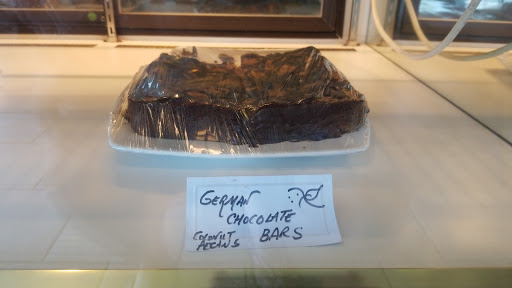 GERMAN
CHOCOLATE
COCONUT BARS
PECANS